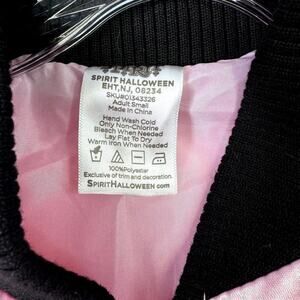 SPIRIT HALLOWEEN
EHT,NJ, 08234
SKU#01343326
Adult Small
Made In China
Hand Wash Cold
Only Non-Chlorine
Bleach When Needed
Lay Flat To Dry
Warm Iron When Needed
100%Polyester
Exclusive of trim and decoration.
SPIRITHALLOWEEN.com